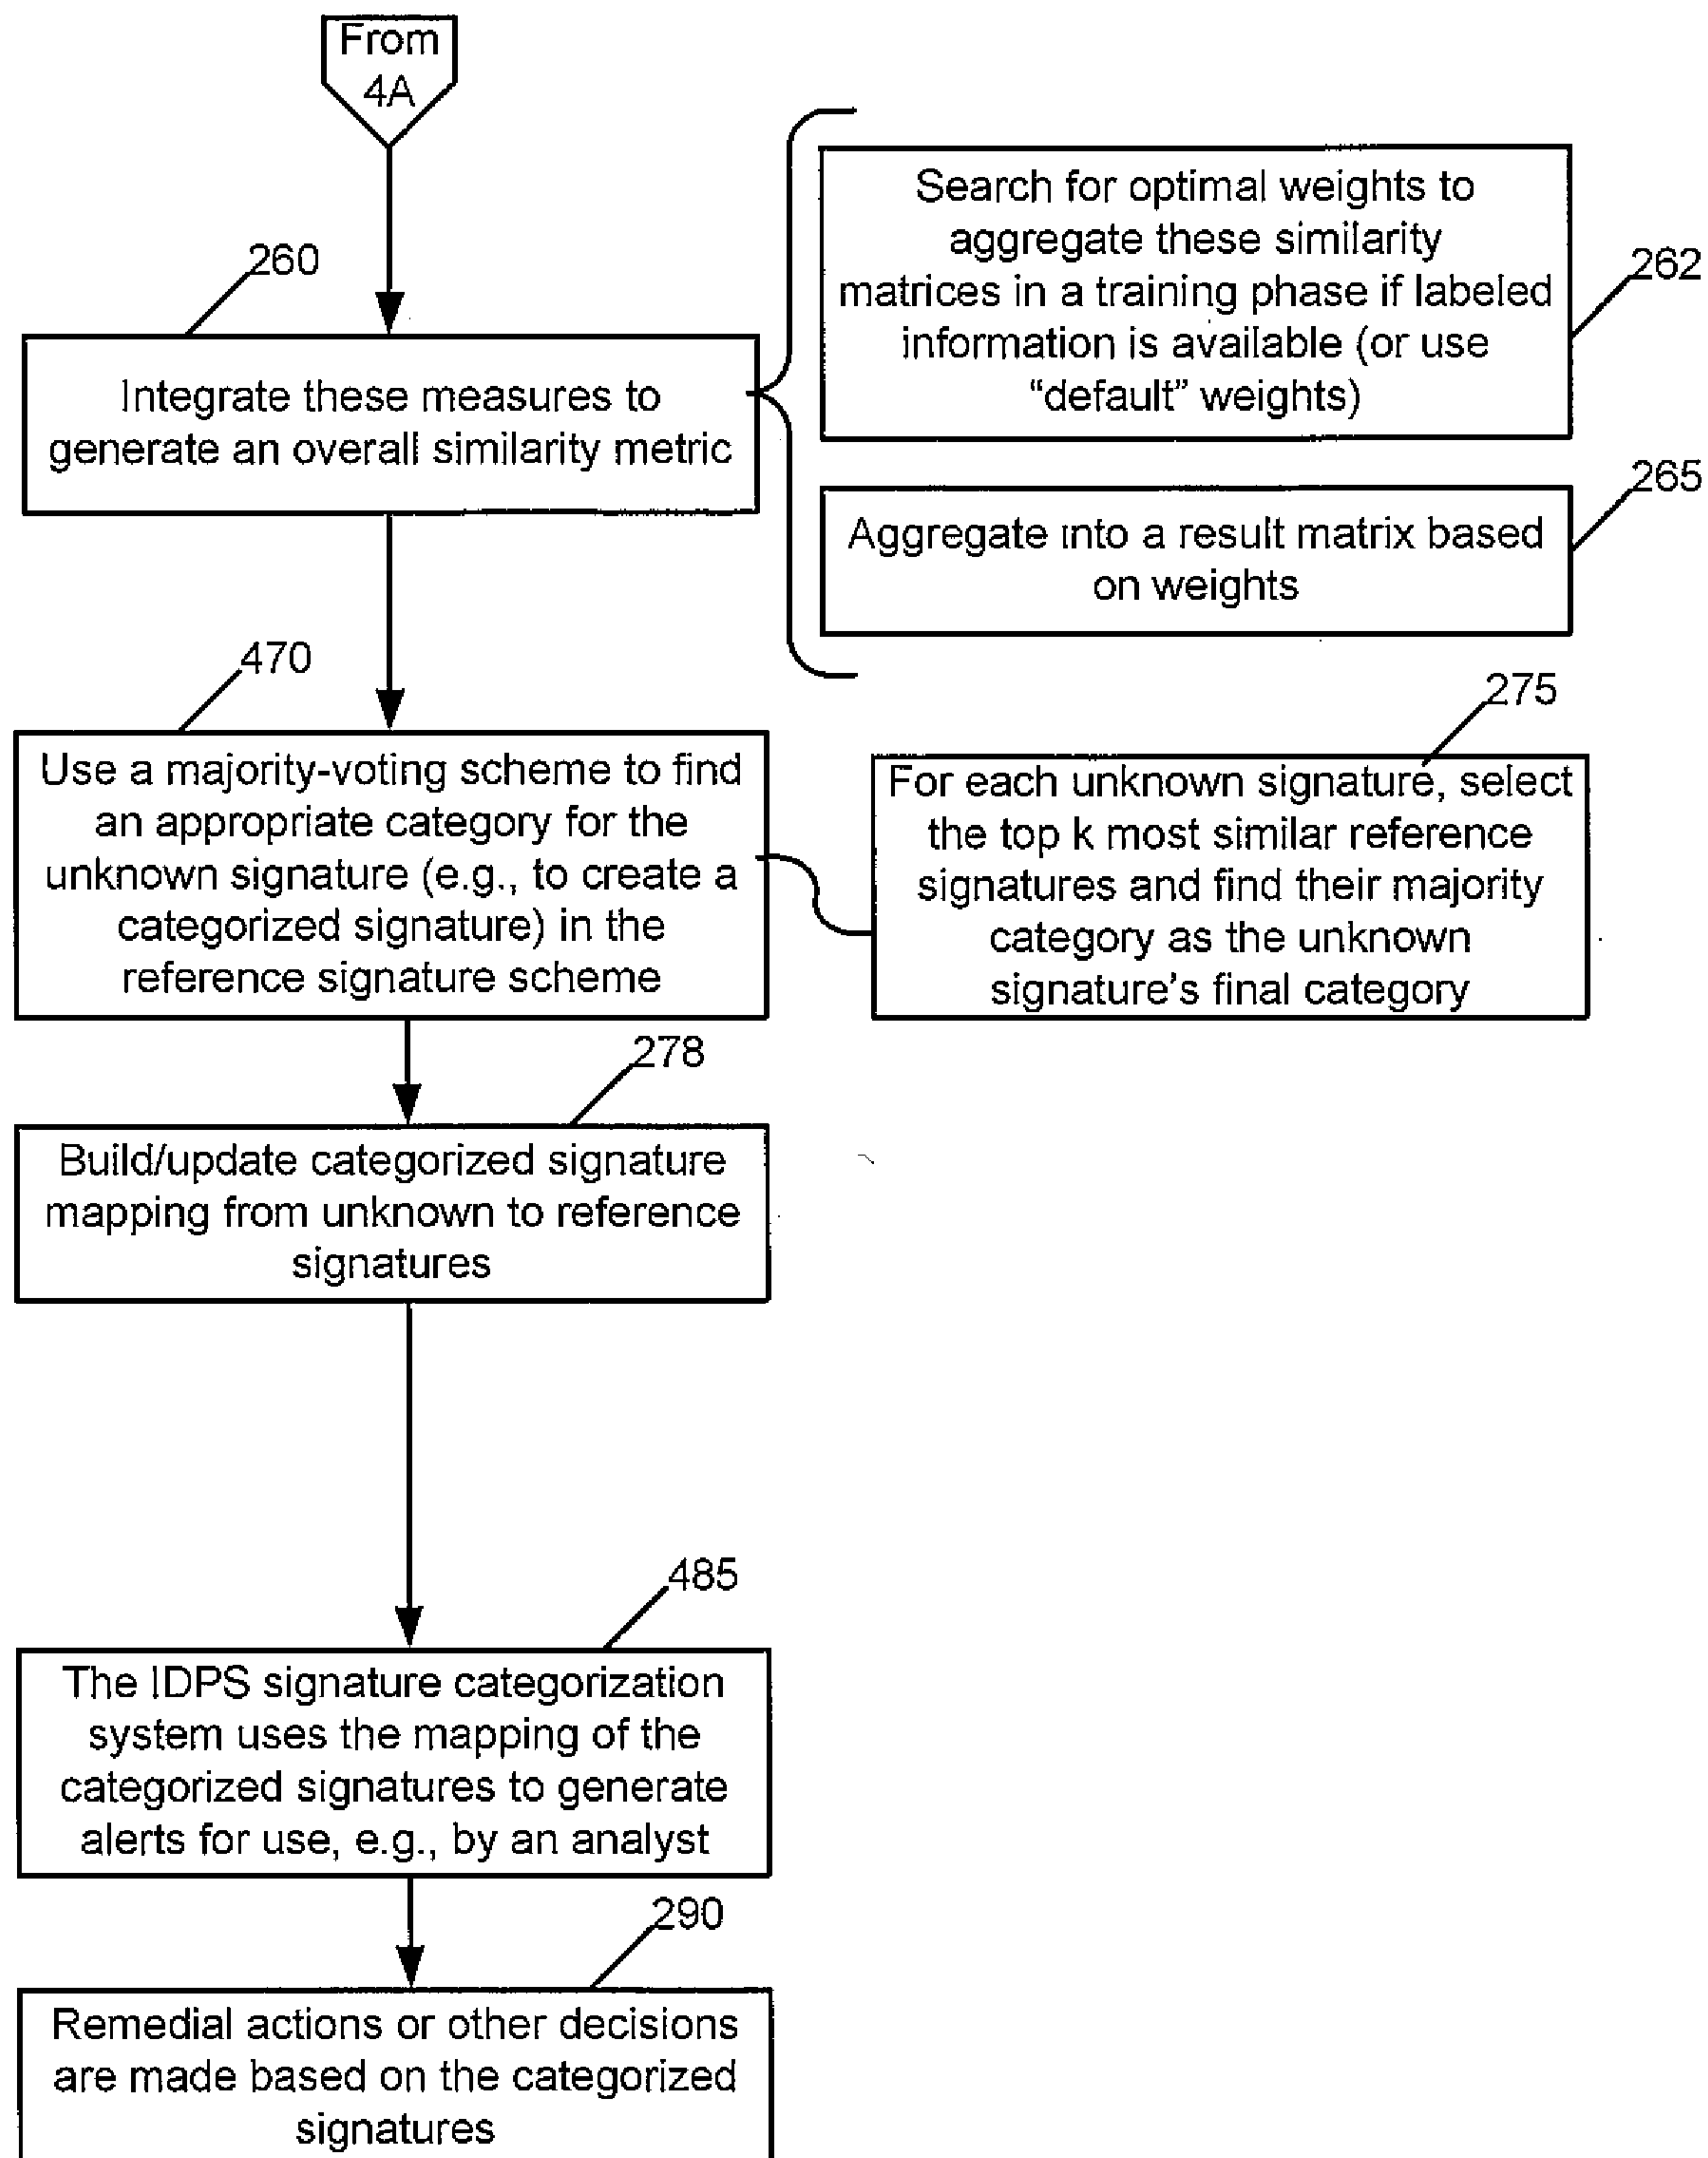 From
4A
260
Integrate these measures to
generate an overall similarity metric
Search for optimal weights to
aggregate these similarity
matrices in a training phase if labeled
information is available (or use
“default” weights)
262
Aggregate into a result matrix based
on weights
265
470
Use a majority-voting scheme to find
an appropriate category for the
unknown signature (e.g., to create a
categorized signature) in the
reference signature scheme
275
For each unknown signature, select
the top k most similar reference
signatures and find their majority
category as the unknown
signature’s final category
278
Build/update categorized signature
mapping from unknown to reference
signatures
485
The IDPS signature categorization
system uses the mapping of the
categorized signatures to generate
alerts for use, e.g., by an analyst
290
Remedial actions or other decisions
are made based on the categorized
signatures